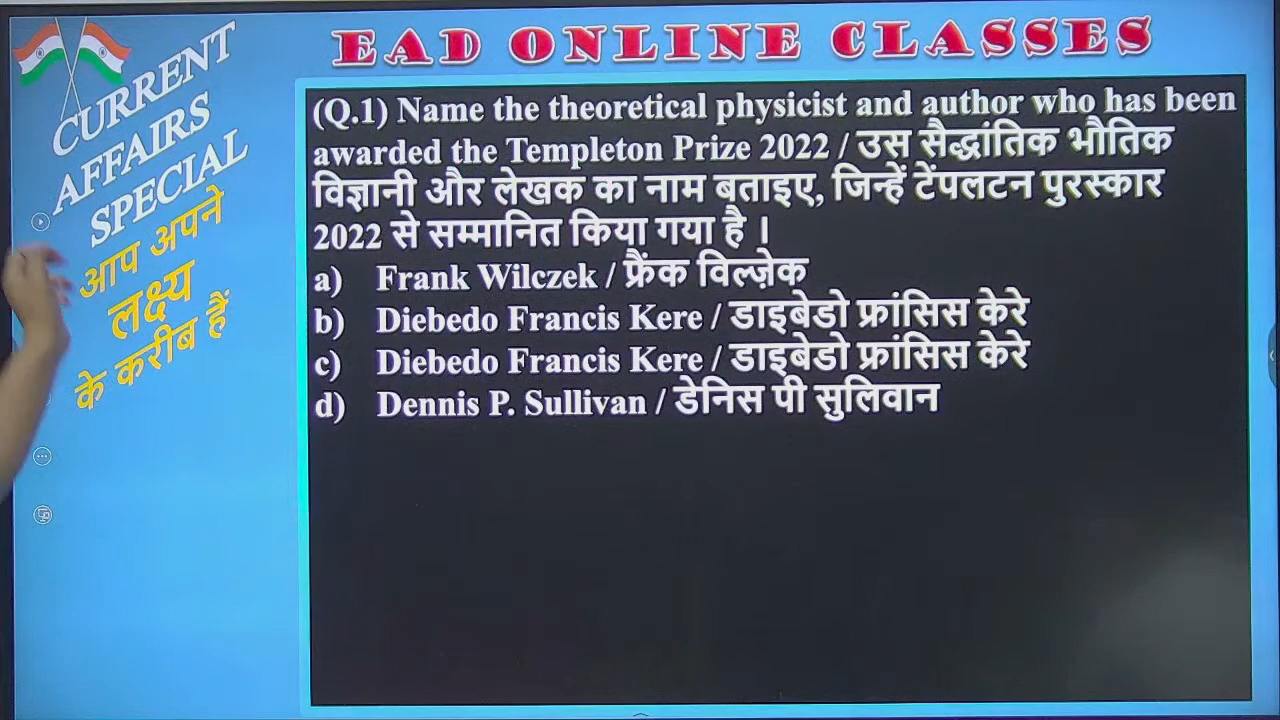 EAD ONLINE CLASSES
CURRENT
AFFAIRS
SPECIAL
आप अपने
लक्ष्य
के करीब हैं
(Q.1) Name the theoretical physicist and author who has been
awarded the Templeton Prize 2022 / उस सैद्धांतिक भौतिक
विज्ञानी और लेखक का नाम बताइए, जिन्हें टेंपलटन पुरस्कार
2022 से सम्मानित किया गया है ।
a) Frank Wilczek / फ्रैंक विल्ज़ेक
b) Diebedo Francis Kere / डाइबेडो फ्रांसिस केरे
c) Diebedo Francis Kere / डाइबेडो फ्रांसिस केरे
d) Dennis P. Sullivan / डेनिस पी सुलिवान